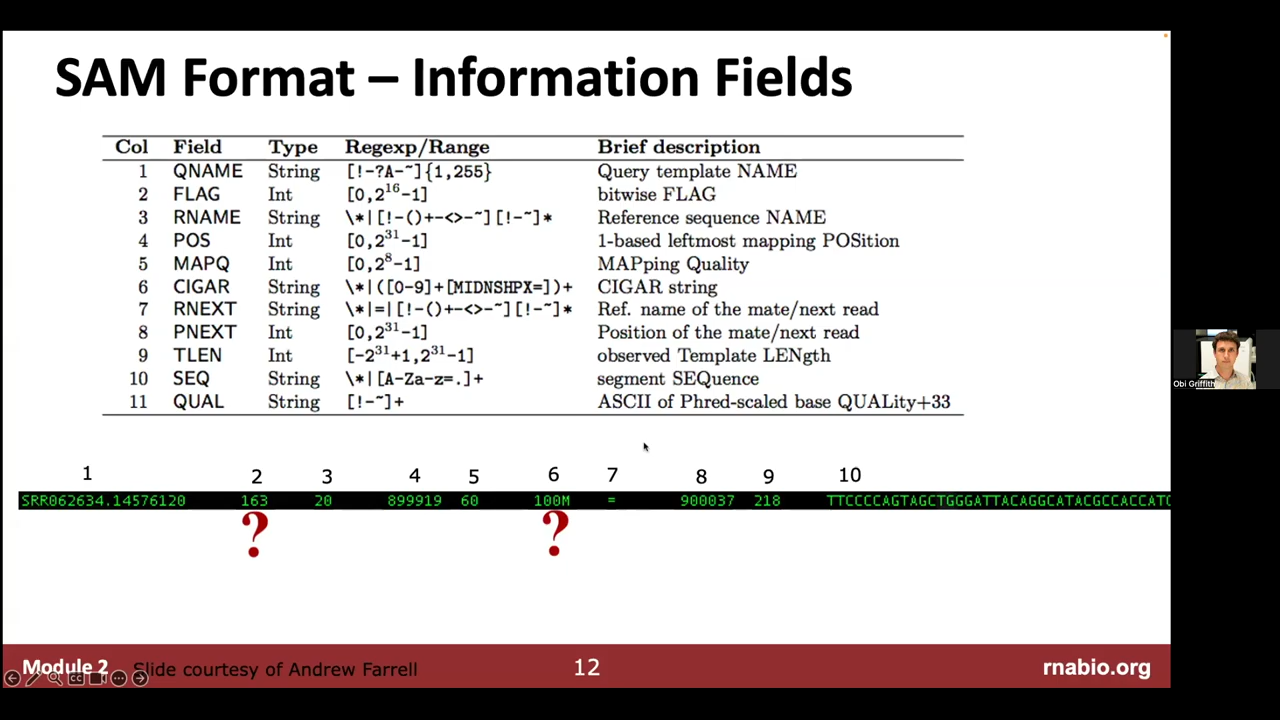 SAM Format – Information Fields
Col Field Type Regexp/Range Brief description
1 QNAME String [!-?A-~]{1,255} Query template NAME
2 FLAG Int [0,2^16-1] bitwise FLAG
3 RNAME String \*|[!-()+-<>-~][!-~]* Reference sequence NAME
4 POS Int [0,2^31-1] 1-based leftmost mapping POSition
5 MAPQ Int [0,2^8-1] MAPping Quality
6 CIGAR String \*|([0-9]+[MIDNSHPX=])+ CIGAR string
7 RNEXT String \*|=|[!-()+-<>-~][!-~]* Ref. name of the mate/next read
8 PNEXT Int [0,2^31-1] Position of the mate/next read
9 TLEN Int [-2^31+1,2^31-1] observed Template LENgth
10 SEQ String \*|[A-Za-z=.]+ segment SEQuence
11 QUAL String [!-~]+ ASCII of Phred-scaled base QUALity+33
1 2 3 4 5 6 7 8 9 10
SRR062634.14576120 163 20 899919 60 100M = 900037 218 TTCCCCAGTAGCTGGGATTACAGGCATACGCCACCATC
? ?
Obi Griffith
Module 2 Slide courtesy of Andrew Farrell 12 rnabio.org